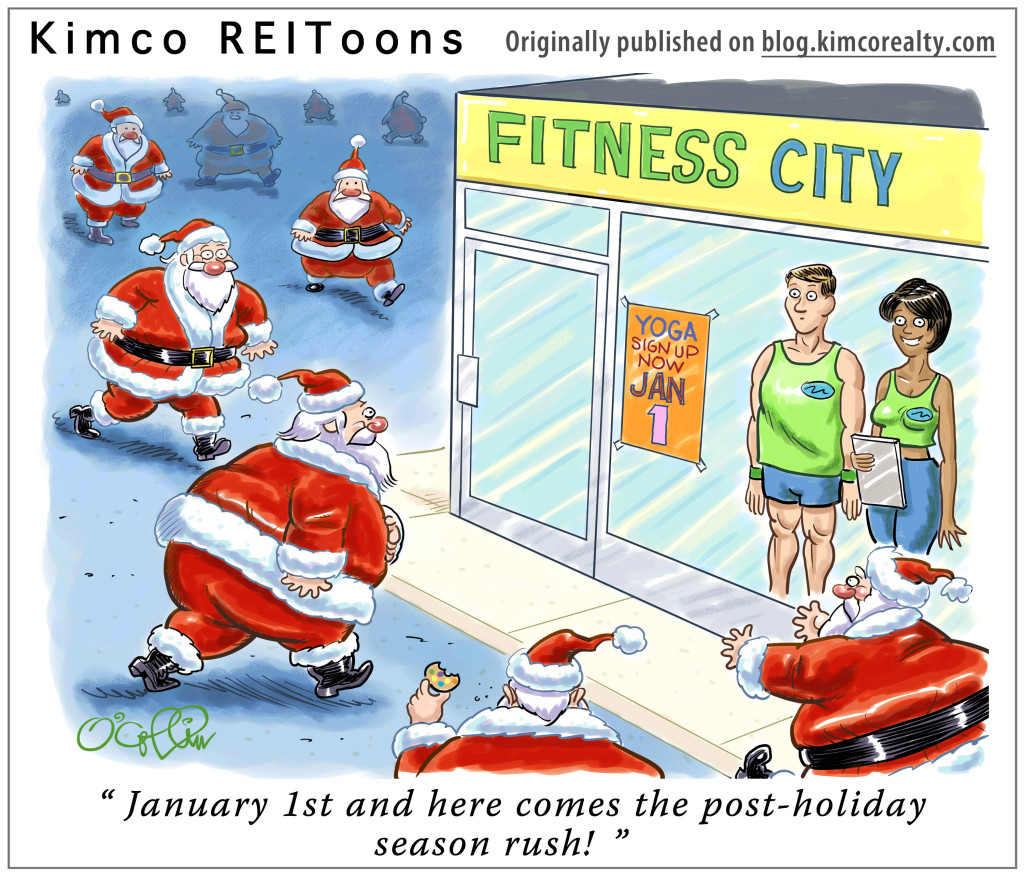 Kimco REIToons
Originally published on blog.kimcorealty.com
FITNESS CITY
YOGA
SIGN UP
NOW
JAN
1
“ January 1st and here comes the post-holiday
season rush! ”